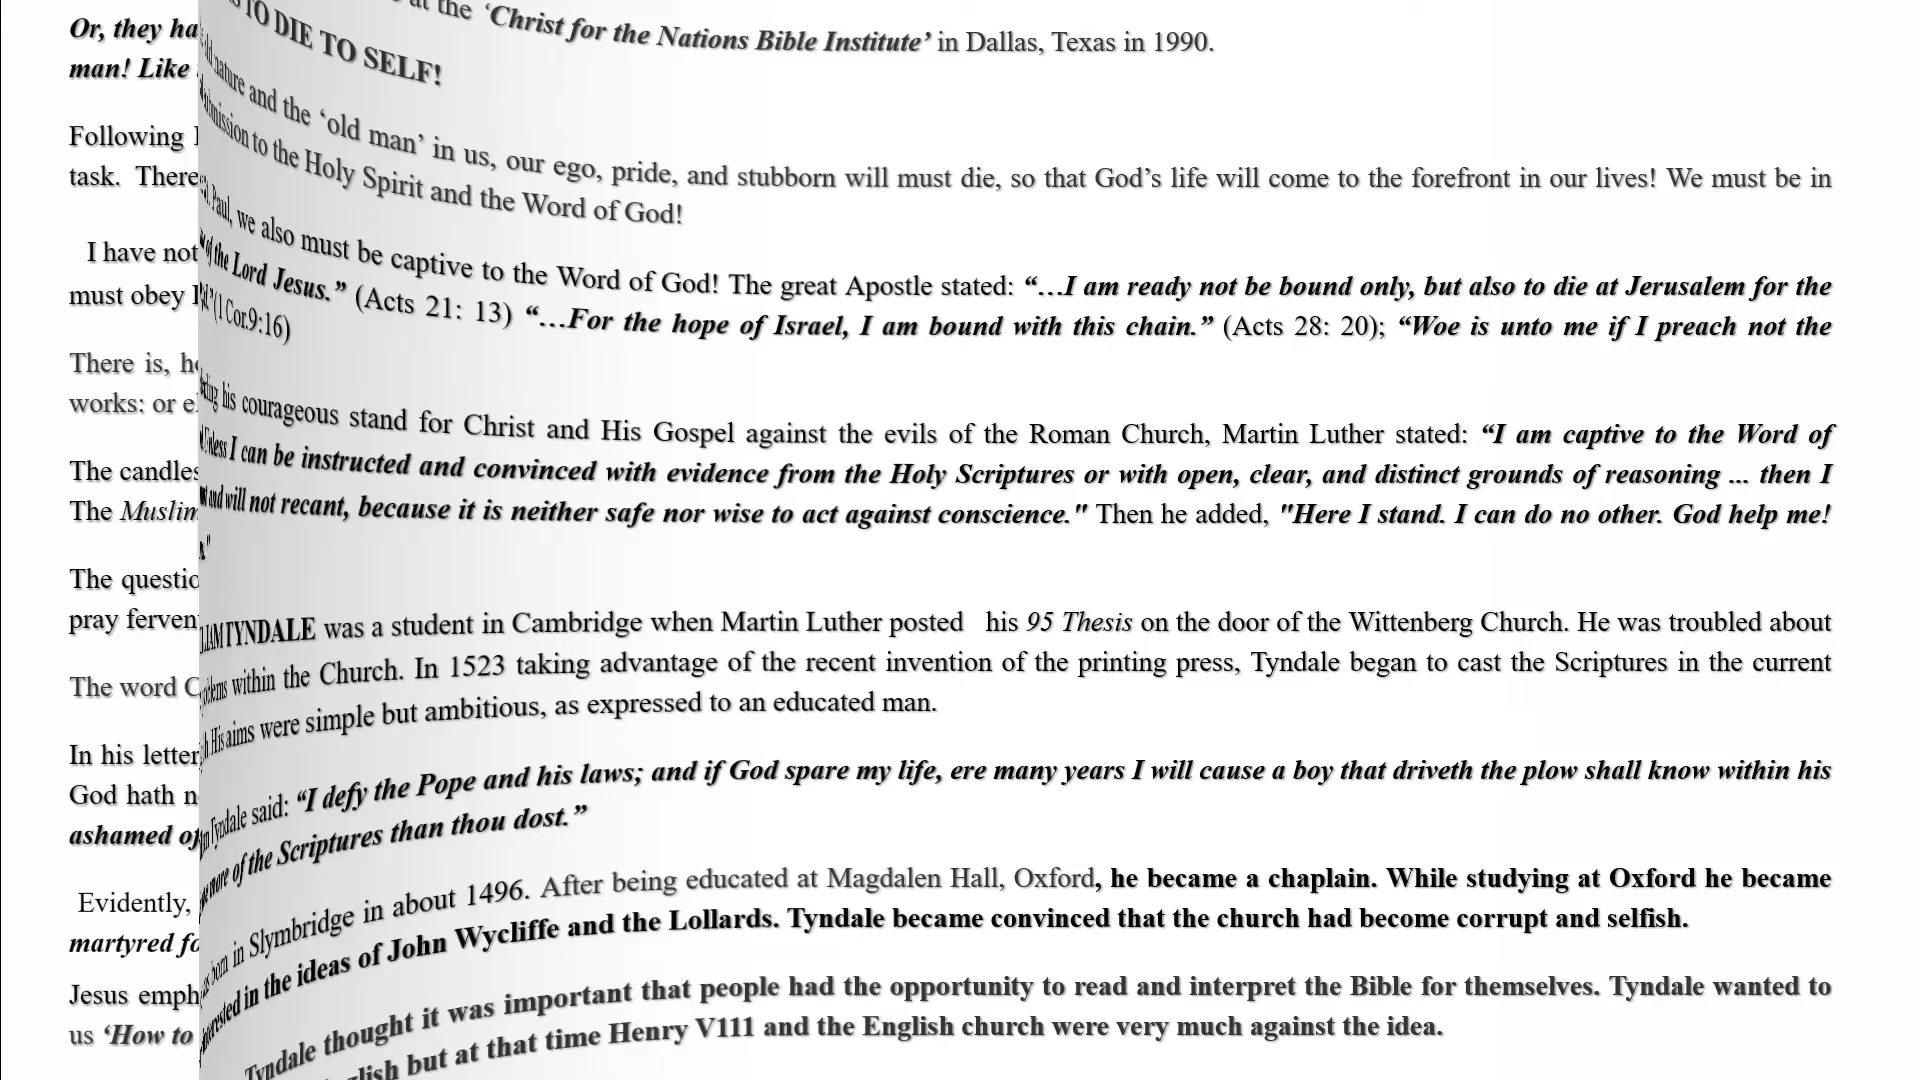 Or, they ha
man! Like
Following
task. There
I have not
must obey
There is, h
works: or e
The candles
The Muslim
The questio
pray ferven
The word C
In his letter
God hath n
ashamed of
Evidently,
martyred fo
Jesus emph
us ‘How to
at the ‘Christ for the Nations Bible Institute’ in Dallas, Texas in 1990.
TO DIE TO SELF!
nature and the ‘old man’ in us, our ego, pride, and stubborn will must die, so that God’s life will come to the forefront in our lives! We must be in
submission to the Holy Spirit and the Word of God!
Paul, we also must be captive to the Word of God! The great Apostle stated: “…I am ready not be bound only, but also to die at Jerusalem for the
of the Lord Jesus.” (Acts 21: 13) “…For the hope of Israel, I am bound with this chain.” (Acts 28: 20); “Woe is unto me if I preach not the
(1 Cor.9:16)
his courageous stand for Christ and His Gospel against the evils of the Roman Church, Martin Luther stated: “I am captive to the Word of
Unless I can be instructed and convinced with evidence from the Holy Scriptures or with open, clear, and distinct grounds of reasoning ... then I
and will not recant, because it is neither safe nor wise to act against conscience." Then he added, "Here I stand. I can do no other. God help me!
TYNDALE was a student in Cambridge when Martin Luther posted his 95 Thesis on the door of the Wittenberg Church. He was troubled about
problems within the Church. In 1523 taking advantage of the recent invention of the printing press, Tyndale began to cast the Scriptures in the current
His aims were simple but ambitious, as expressed to an educated man.
Tyndale said: “I defy the Pope and his laws; and if God spare my life, ere many years I will cause a boy that driveth the plow shall know within his
more of the Scriptures than thou dost.”
born in Slymbridge in about 1496. After being educated at Magdalen Hall, Oxford, he became a chaplain. While studying at Oxford he became
interested in the ideas of John Wycliffe and the Lollards. Tyndale became convinced that the church had become corrupt and selfish.
Tyndale thought it was important that people had the opportunity to read and interpret the Bible for themselves. Tyndale wanted to
but at that time Henry V111 and the English church were very much against the idea.